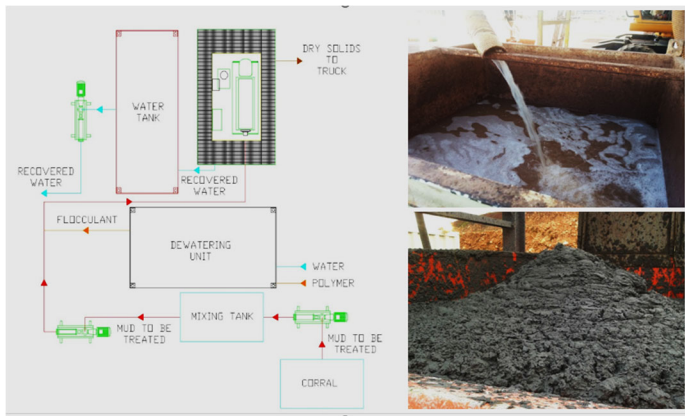 DRY SOLIDS
TO
TRUCK
WATER
TANK
RECOVERED
WATER
RECOVERED
WATER
FLOCCULANT
DEWATERING
UNIT
WATER
POLYMER
MIXING TANK
MUD TO BE
TREATED
MUD TO BE
TREATED
CORRAL